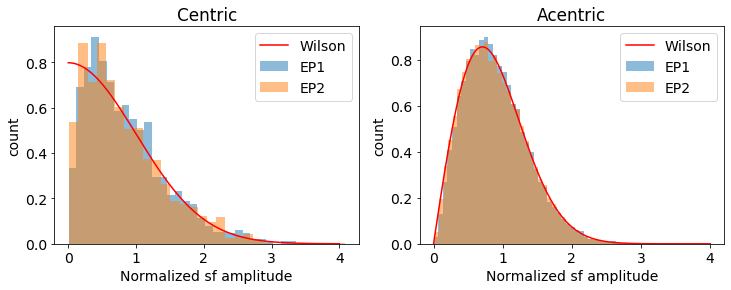 Centric
count
0.8
0.6
0.4
0.2
0.0
0 1 2 3 4
Normalized sf amplitude
Wilson
EP1
EP2
Acentric
count
0.8
0.6
0.4
0.2
0.0
0 1 2 3 4
Normalized sf amplitude
Wilson
EP1
EP2